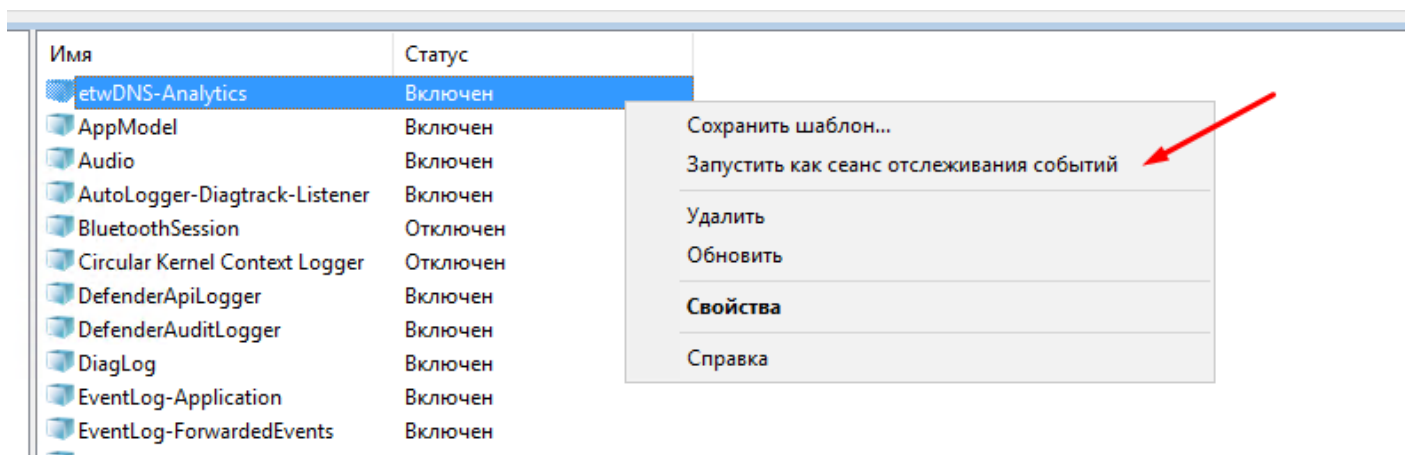 Имя Статус
etwDNS-Analytics Включен
AppModel Включен
Audio Включен
AutoLogger-Diagtrack-Listener Включен
BluetoothSession Отключен
Circular Kernel Context Logger Отключен
DefenderApiLogger Включен
DefenderAuditLogger Включен
DiagLog Включен
EventLog-Application Включен
EventLog-ForwardedEvents Включен
Сохранить шаблон...
Запустить как сеанс отслеживания событий
Удалить
Обновить
Свойства
Справка